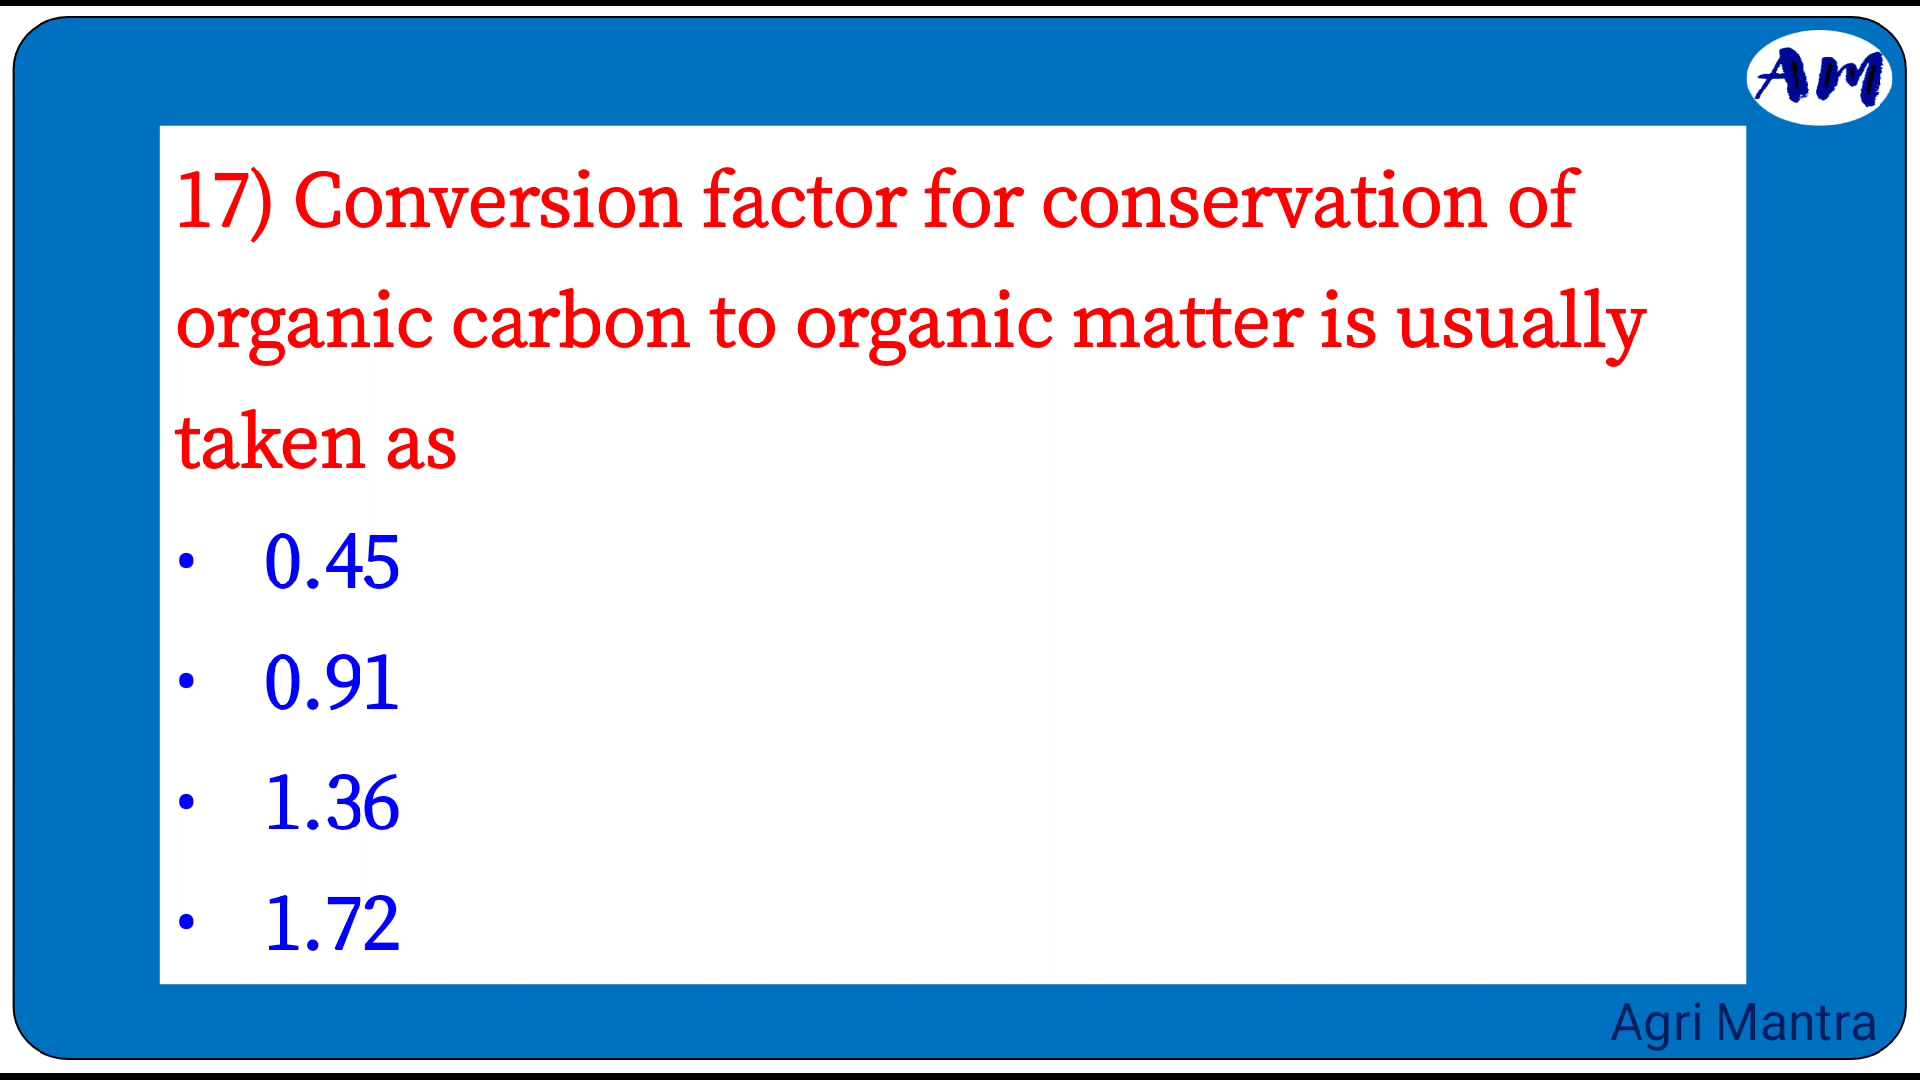 AM
17) Conversion factor for conservation of
organic carbon to organic matter is usually
taken as
• 0.45
• 0.91
• 1.36
• 1.72
Agri Mantra